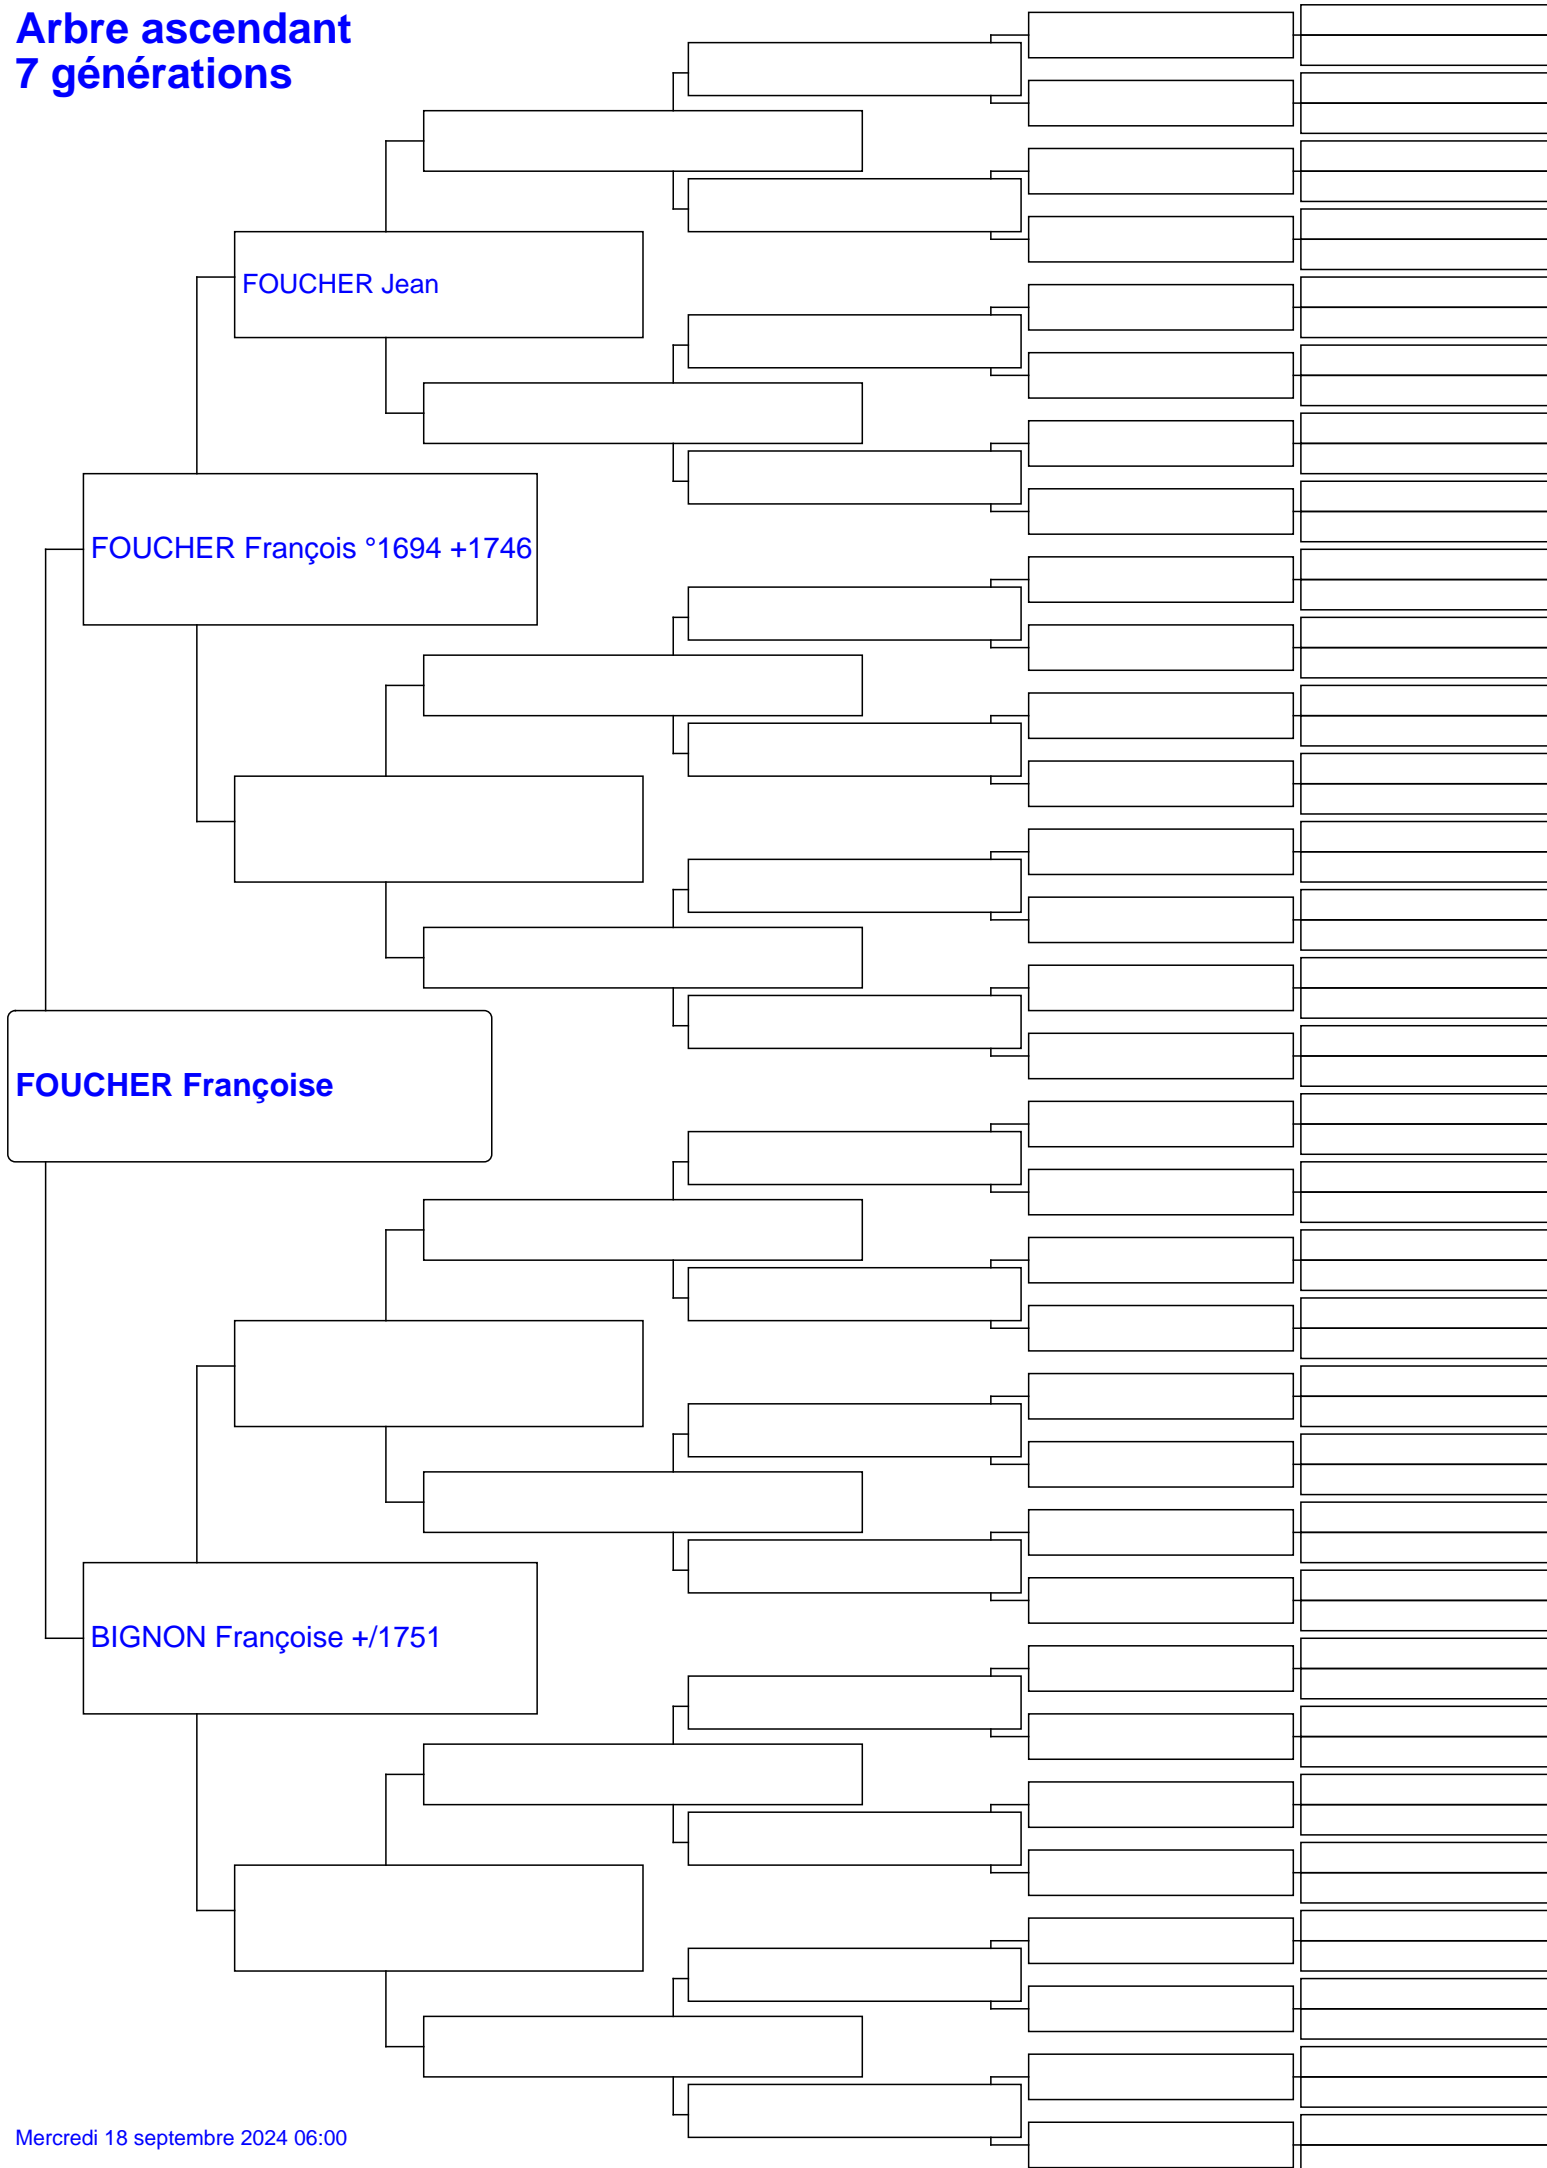 Arbre ascendant
7 générations
FOUCHER Jean
FOUCHER François °1694 +1746
FOUCHER Françoise
BIGNON Françoise +/1751
Mercredi 18 septembre 2024 06:00